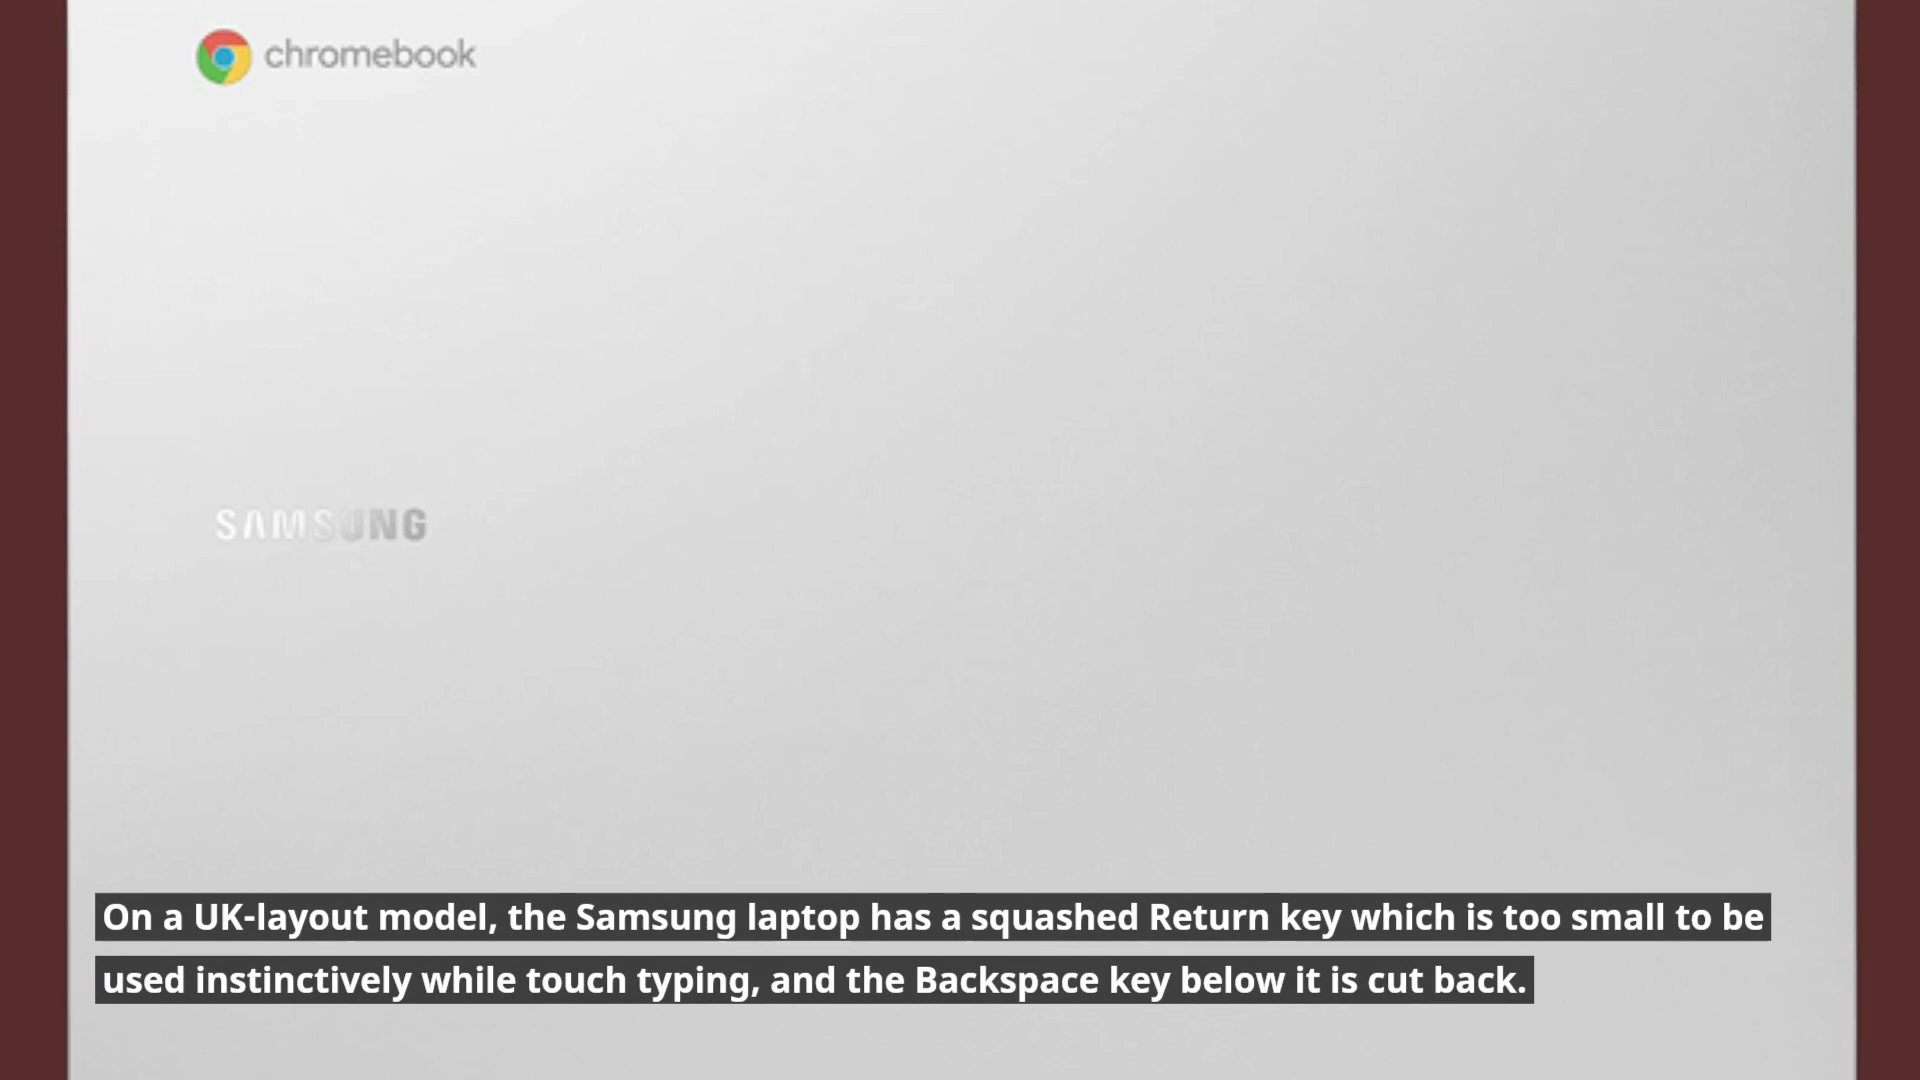 chromebook
SAMSUNG
On a UK-layout model, the Samsung laptop has a squashed Return key which is too small to be
used instinctively while touch typing, and the Backspace key below it is cut back.